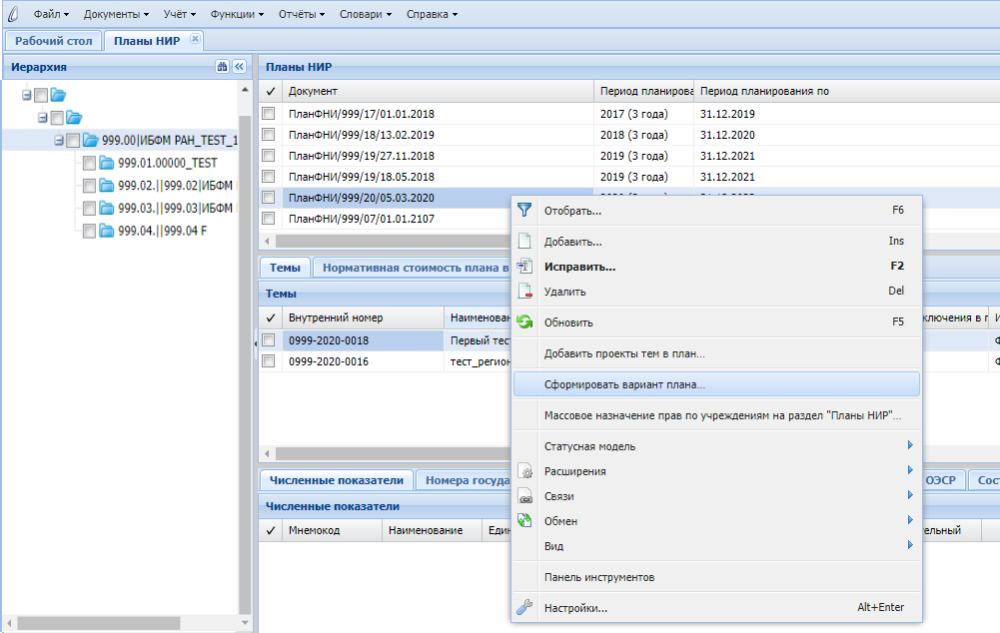 Файл Документы Учёт Функции Отчёты Словари Справка
Рабочий стол Планы НИР
Иерархия
999.00|ИБФМ РАН_TEST_1
999.01.00000_TEST
999.02.||999.02|ИБФМ
999.03.||999.03|ИБФМ
999.04.||999.04 F
Планы НИР
Документ Период планирова Период планирования по
ПланФНИ/999/17/01.01.2018 2017 (3 года) 31.12.2019
ПланФНИ/999/18/13.02.2019 2018 (3 года) 31.12.2020
ПланФНИ/999/19/27.11.2018 2019 (3 года) 31.12.2021
ПланФНИ/999/19/18.05.2018 2019 (3 года) 31.12.2021
ПланФНИ/999/20/05.03.2020
ПланФНИ/999/07/01.01.2107
Темы Нормативная стоимость плана в
Темы
Внутренний номер Наименован ключения в п
0999-2020-0018 Первый тес
0999-2020-0016 тест_регион
Численные показатели Номера госуда ОЭСР Сос
Численные показатели
Мнемокод Наименование Един тельный
Отобрать... F6
Добавить... Ins
Исправить... F2
Удалить Del
Обновить F5
Добавить проекты тем в план...
Сформировать вариант плана...
Массовое назначение прав по учреждениям на раздел "Планы НИР"...
Статусная модель
Расширения
Связи
Обмен
Вид
Панель инструментов
Настройки... Alt+Enter